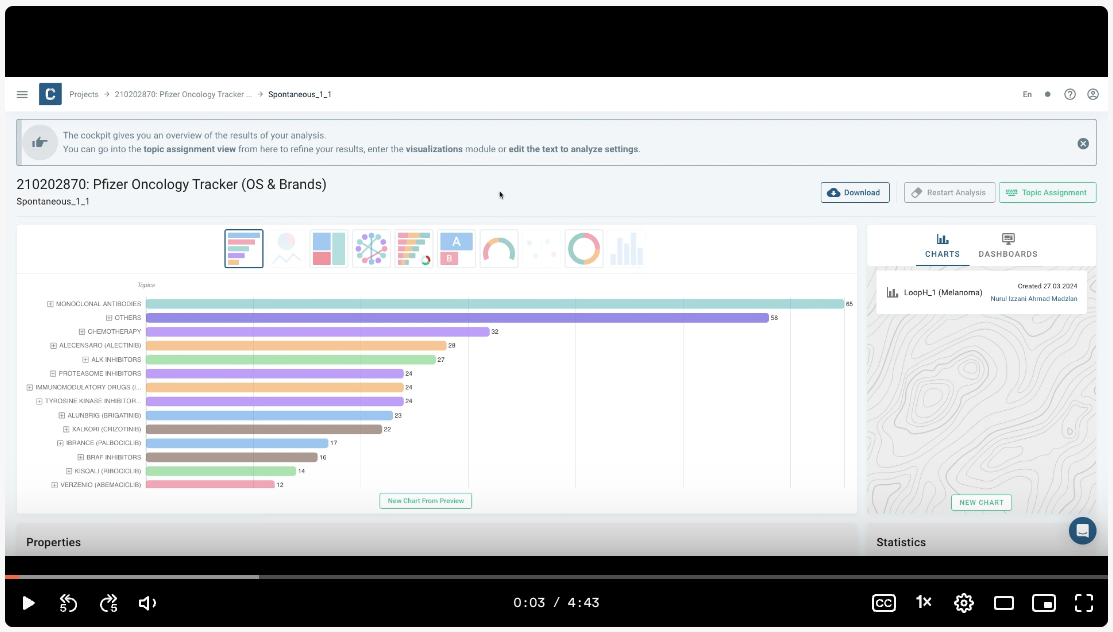 C Projects → 210202870: Pfizer Oncology Tracker ... → Spontaneous_1_1 En
The cockpit gives you an overview of the results of your analysis.
You can go into the topic assignment view from here to refine your results, enter the visualizations module or edit the text to analyze settings.
210202870: Pfizer Oncology Tracker (OS & Brands)
Spontaneous_1_1
Download
Restart Analysis
Topic Assignment
A
B
CHARTS
DASHBOARDS
LoopH_1 (Melanoma)
Created 27.03.2024
Nurul Izzani Ahmad Madzlan
Topics
MONOCLONAL ANTIBODIES 65
OTHERS 58
CHEMOTHERAPY 32
ALECENSARO (ALECTINIB) 28
ALK INHIBITORS 27
PROTEASOME INHIBITORS 24
IMMUNOMODULATORY DRUGS (I... 24
TYROSINE KINASE INHIBITOR... 24
ALUNBRIG (BRIGATINIB) 23
XALKORI (CRIZOTINIB) 22
IBRANCE (PALBOCICLIB) 17
BRAF INHIBITORS 16
KISQALI (RIBOCICLIB) 14
VERZENIO (ABEMACICLIB) 12
New Chart From Preview
NEW CHART
Properties
Statistics
5 5 0:03 / 4:43 CC 1×